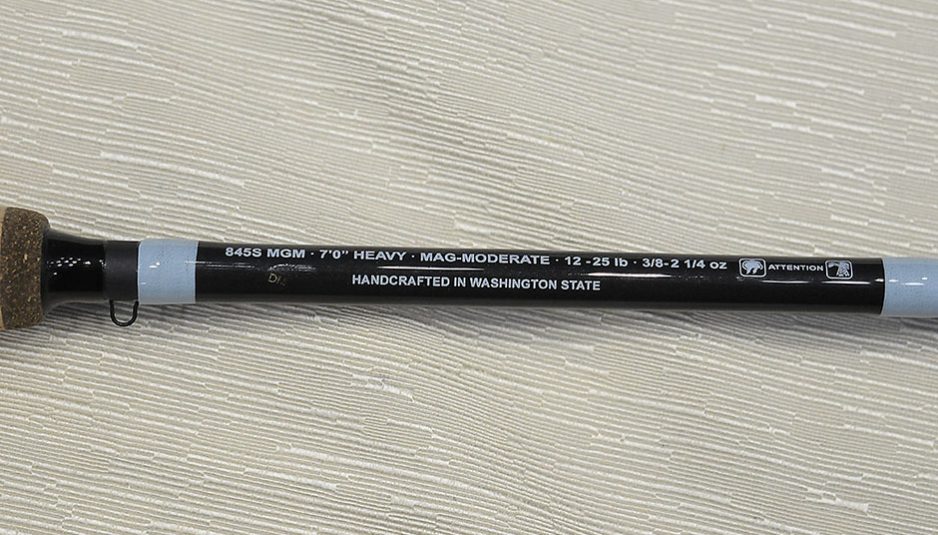 845S MGM · 7'0" HEAVY · MAG-MODERATE · 12 -25 lb · 3/8-2 1/4 oz ATTENTION
HANDCRAFTED IN WASHINGTON STATE